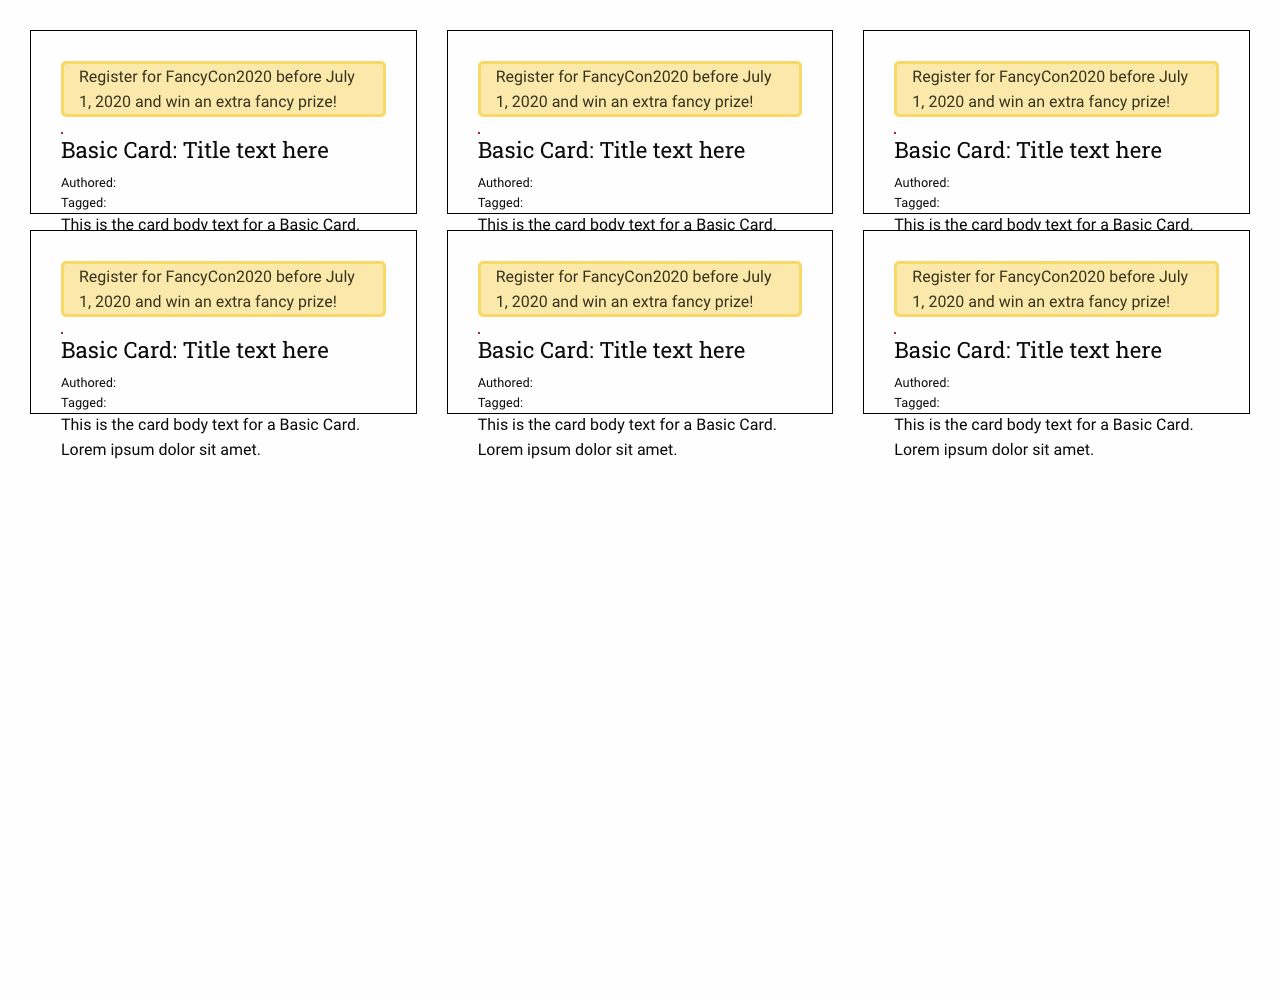 Register for FancyCon2020 before July
1, 2020 and win an extra fancy prize!
Basic Card: Title text here
Authored:
Tagged:
This is the card body text for a Basic Card.
Register for FancyCon2020 before July
1, 2020 and win an extra fancy prize!
Basic Card: Title text here
Authored:
Tagged:
This is the card body text for a Basic Card.
Register for FancyCon2020 before July
1, 2020 and win an extra fancy prize!
Basic Card: Title text here
Authored:
Tagged:
This is the card body text for a Basic Card.
Register for FancyCon2020 before July
1, 2020 and win an extra fancy prize!
Basic Card: Title text here
Authored:
Tagged:
This is the card body text for a Basic Card.
Lorem ipsum dolor sit amet.
Register for FancyCon2020 before July
1, 2020 and win an extra fancy prize!
Basic Card: Title text here
Authored:
Tagged:
This is the card body text for a Basic Card.
Lorem ipsum dolor sit amet.
Register for FancyCon2020 before July
1, 2020 and win an extra fancy prize!
Basic Card: Title text here
Authored:
Tagged:
This is the card body text for a Basic Card.
Lorem ipsum dolor sit amet.